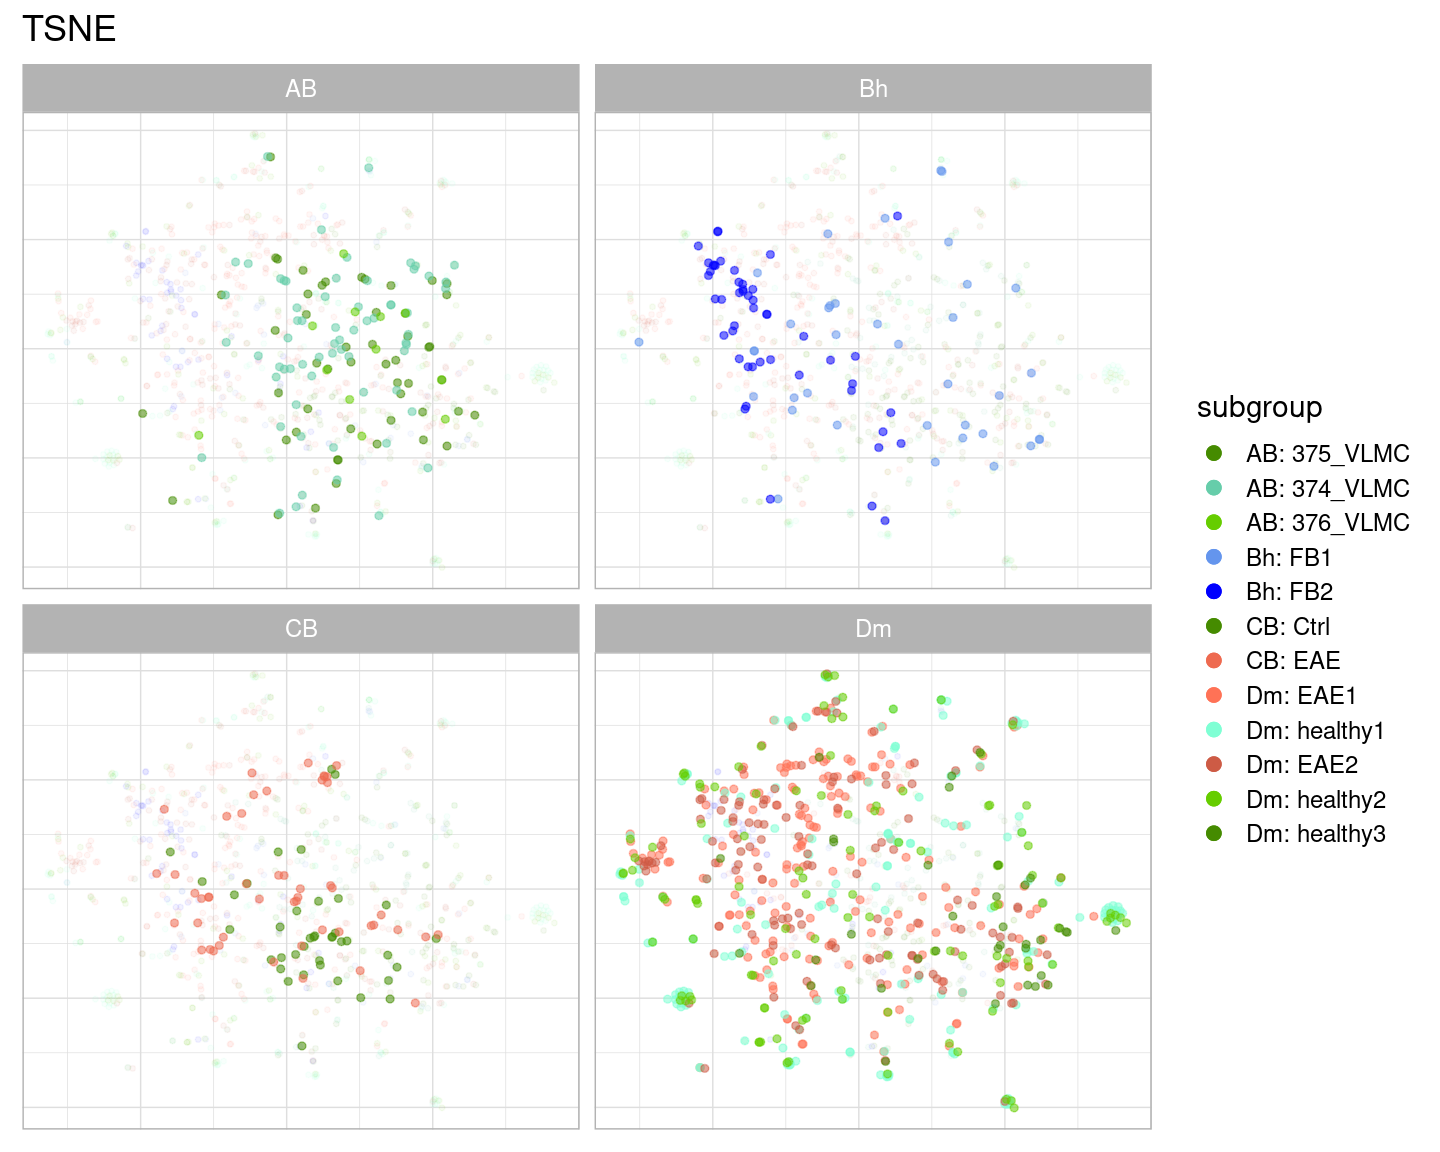 TSNE
AB
Bh
CB
Dm
subgroup
AB: 375_VLMC
AB: 374_VLMC
AB: 376_VLMC
Bh: FB1
Bh: FB2
CB: Ctrl
CB: EAE
Dm: EAE1
Dm: healthy1
Dm: EAE2
Dm: healthy2
Dm: healthy3